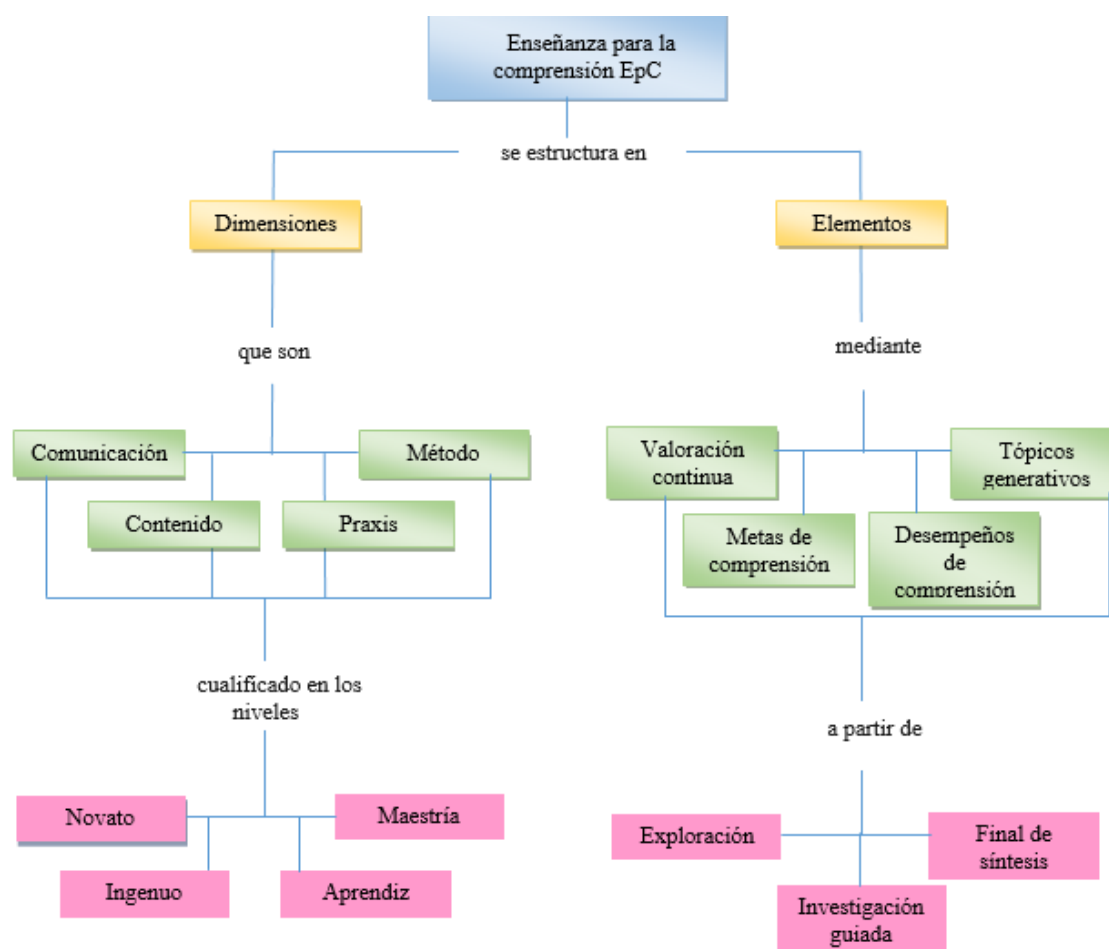 Enseñanza para la
comprensión EpC
se estructura en
Dimensiones
Elementos
que son
mediante
Comunicación
Método
Contenido
Praxis
Valoración
continua
Tópicos
generativos
Metas de
comprensión
Desempeños
de
comprensión
cualificado en los
niveles
a partir de
Novato
Maestría
Ingenuo
Aprendiz
Exploración
Final de
síntesis
Investigación
guiada